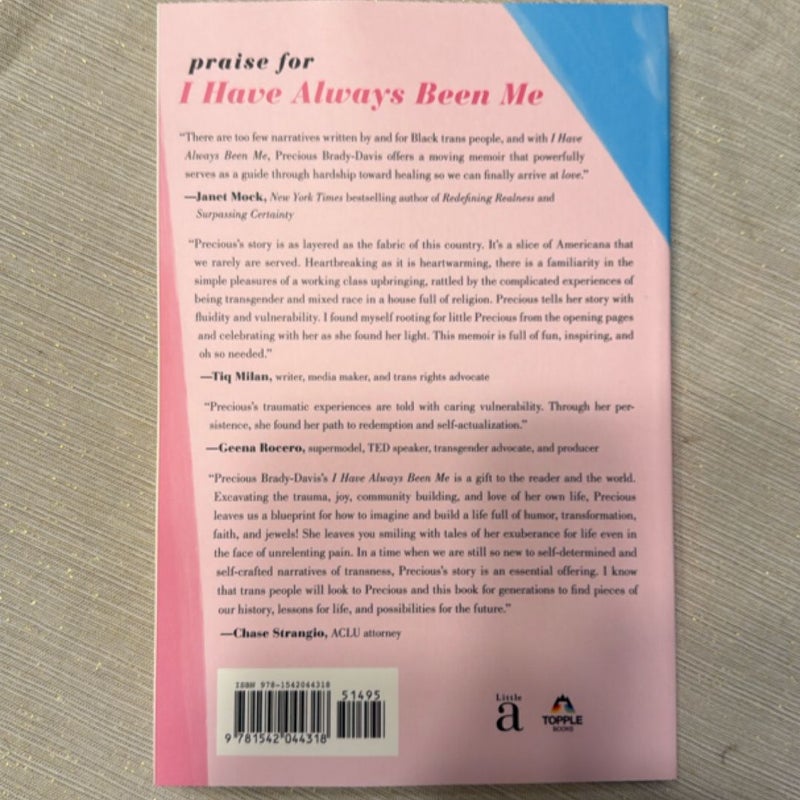 praise for
I Have Always Been Me
“There are too few narratives written by and for Black trans people, and with I Have
Always Been Me, Precious Brady-Davis offers a moving memoir that powerfully
serves as a guide through hardship toward healing so we can finally arrive at love.”
—Janet Mock, New York Times bestselling author of Redefining Realness and
Surpassing Certainty
“Precious’s story is as layered as the fabric of this country. It’s a slice of Americana that
we rarely are served. Heartbreaking as it is heartwarming, there is a familiarity in the
simple pleasures of a working class upbringing, rattled by the complicated experiences of
being transgender and mixed race in a house full of religion. Precious tells her story with
fluidity and vulnerability. I found myself rooting for little Precious from the opening pages
and celebrating with her as she found her light. This memoir is full of fun, inspiring, and
oh so needed.”
—Tiq Milan, writer, media maker, and trans rights advocate
“Precious’s traumatic experiences are told with caring vulnerability. Through her per-
sistence, she found her path to redemption and self-actualization.”
—Geena Rocero, supermodel, TED speaker, transgender advocate, and producer
“Precious Brady-Davis’s I Have Always Been Me is a gift to the reader and the world.
Excavating the trauma, joy, community building, and love of her own life, Precious
leaves us a blueprint for how to imagine and build a life full of humor, transformation,
faith, and jewels! She leaves you smiling with tales of her exuberance for life even in
the face of unrelenting pain. In a time when we are still so new to self-determined and
self-crafted narratives of transness, Precious’s story is an essential offering. I know
that trans people will look to Precious and this book for generations to find pieces of
our history, lessons for life, and possibilities for the future.”
—Chase Strangio, ACLU attorney
ISBN 978-1542044318
51495
9 781542 044318
Little
a
TOPPLE
BOOKS